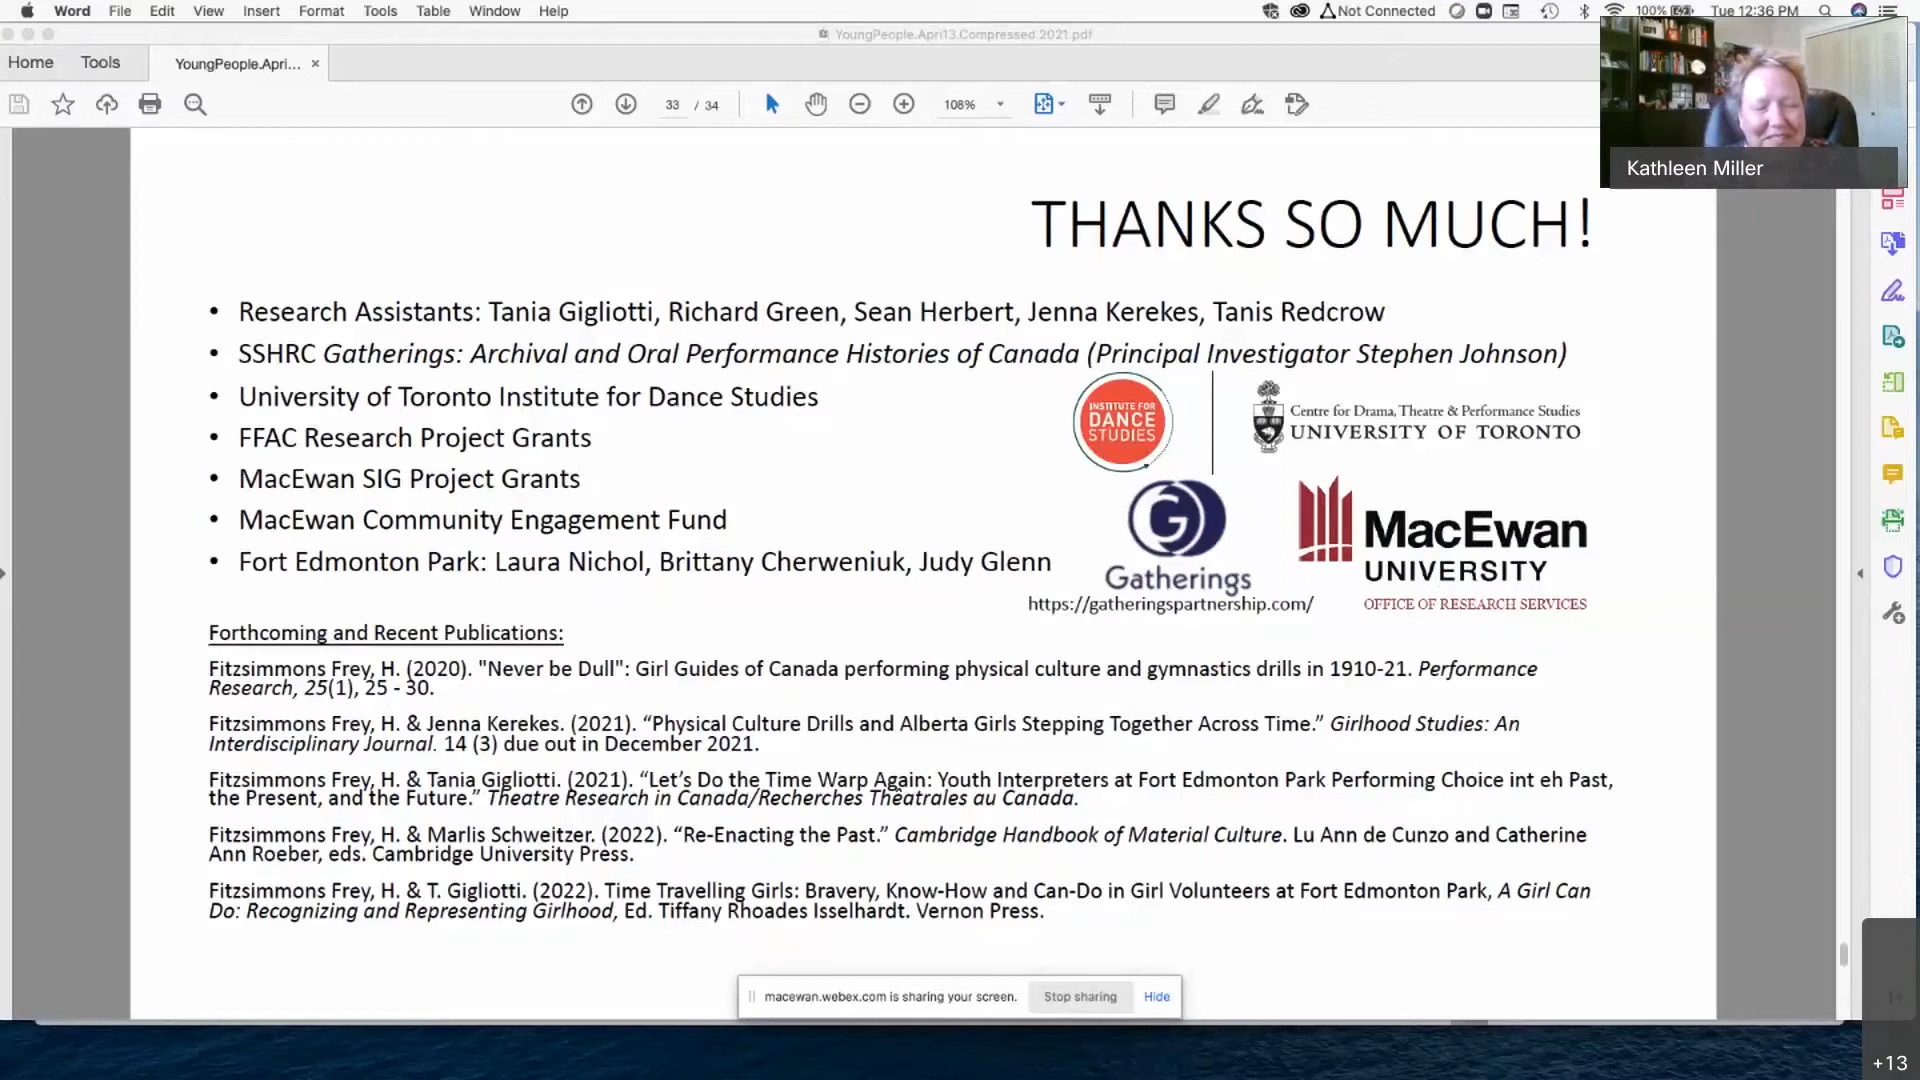 Word File Edit View Insert Format Tools Table Window Help Not Connected 100% Tue 12:36 PM
YoungPeople.Apri13.Compressed.2021.pdf
Home Tools YoungPeople.Apri... ×
33 / 34 108%
Kathleen Miller
THANKS SO MUCH!
• Research Assistants: Tania Gigliotti, Richard Green, Sean Herbert, Jenna Kerekes, Tanis Redcrow
• SSHRC Gatherings: Archival and Oral Performance Histories of Canada (Principal Investigator Stephen Johnson)
• University of Toronto Institute for Dance Studies
• FFAC Research Project Grants
• MacEwan SIG Project Grants
• MacEwan Community Engagement Fund
• Fort Edmonton Park: Laura Nichol, Brittany Cherweniuk, Judy Glenn
INSTITUTE FOR
DANCE
STUDIES
Centre for Drama, Theatre & Performance Studies
UNIVERSITY OF TORONTO
G
Gatherings
https://gatheringspartnership.com/
MacEwan
UNIVERSITY
OFFICE OF RESEARCH SERVICES
Forthcoming and Recent Publications:
Fitzsimmons Frey, H. (2020). "Never be Dull": Girl Guides of Canada performing physical culture and gymnastics drills in 1910-21. Performance
Research, 25(1), 25 - 30.
Fitzsimmons Frey, H. & Jenna Kerekes. (2021). “Physical Culture Drills and Alberta Girls Stepping Together Across Time.” Girlhood Studies: An
Interdisciplinary Journal. 14 (3) due out in December 2021.
Fitzsimmons Frey, H. & Tania Gigliotti. (2021). “Let’s Do the Time Warp Again: Youth Interpreters at Fort Edmonton Park Performing Choice int eh Past,
the Present, and the Future.” Theatre Research in Canada/Recherches Théatrales au Canada.
Fitzsimmons Frey, H. & Marlis Schweitzer. (2022). “Re-Enacting the Past.” Cambridge Handbook of Material Culture. Lu Ann de Cunzo and Catherine
Ann Roeber, eds. Cambridge University Press.
Fitzsimmons Frey, H. & T. Gigliotti. (2022). Time Travelling Girls: Bravery, Know-How and Can-Do in Girl Volunteers at Fort Edmonton Park, A Girl Can
Do: Recognizing and Representing Girlhood, Ed. Tiffany Rhoades Isselhardt. Vernon Press.
macewan.webex.com is sharing your screen. Stop sharing Hide
+13